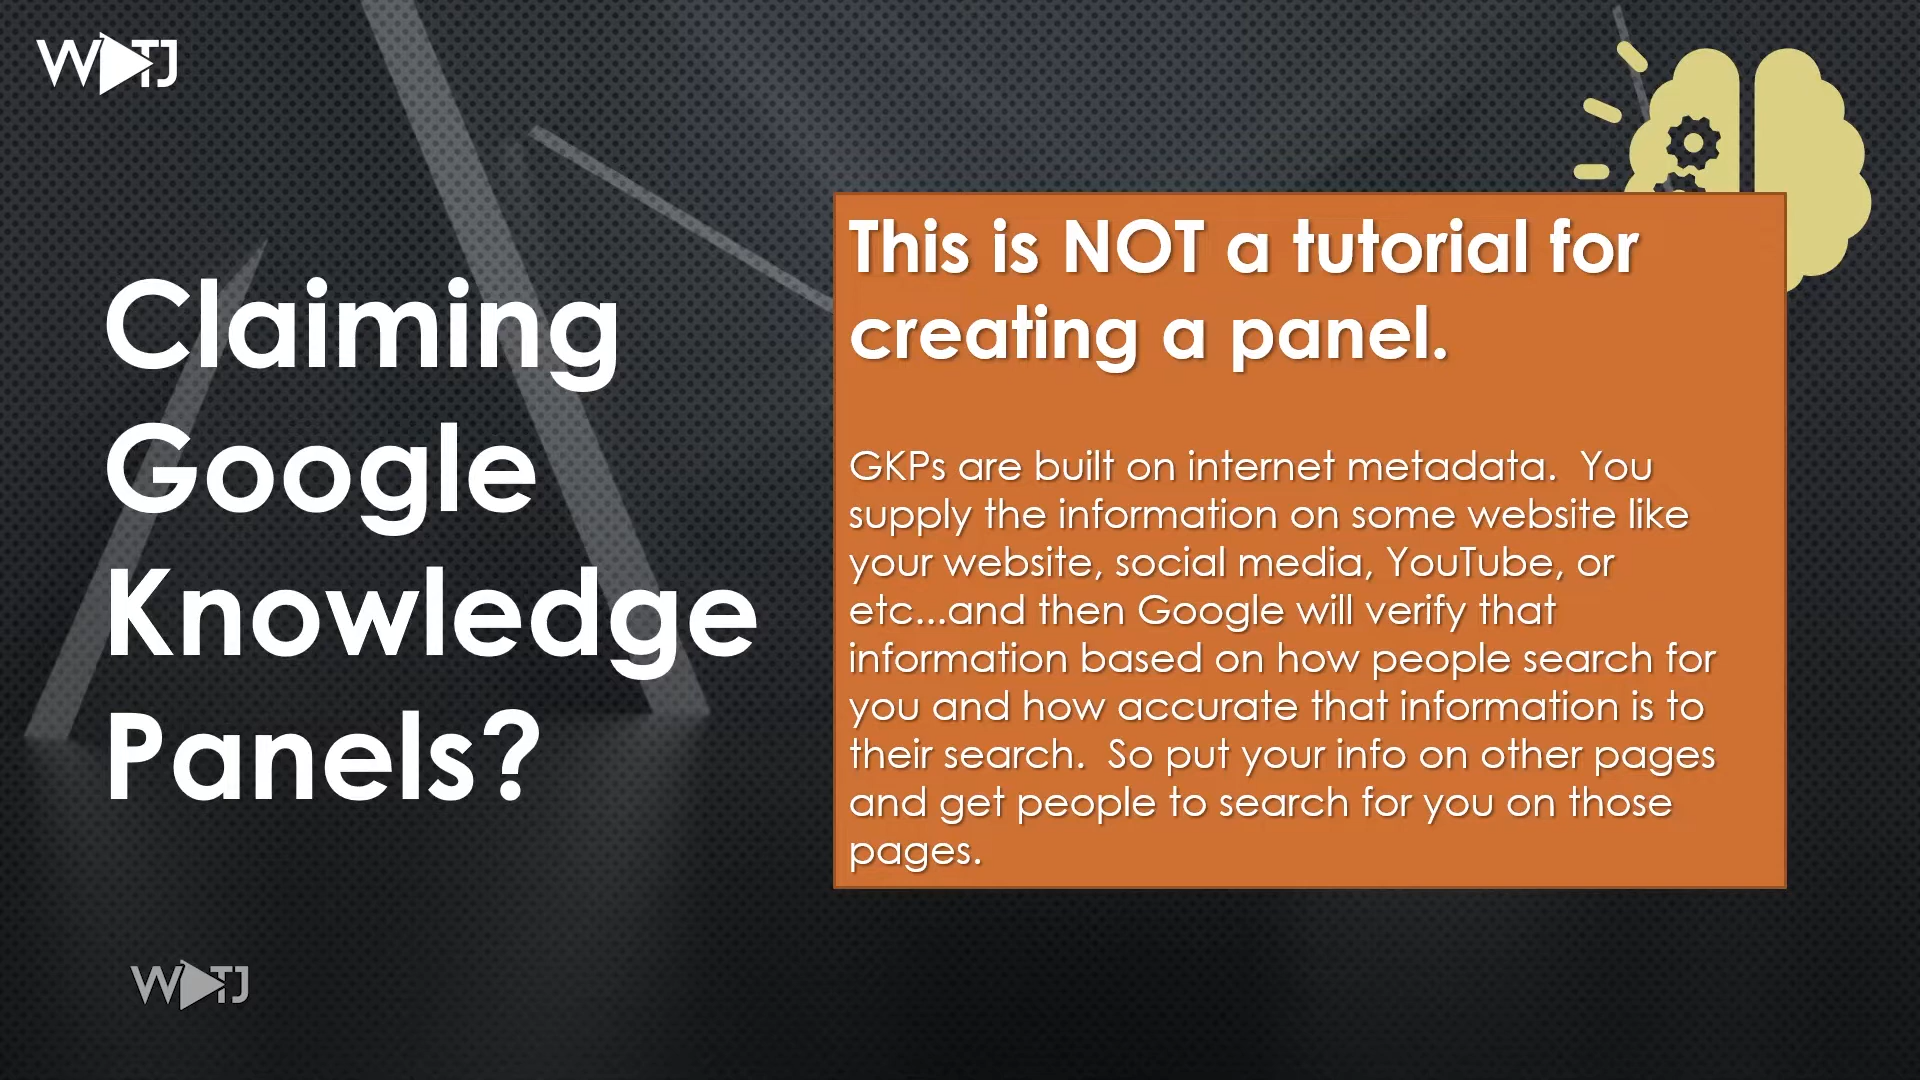 W TJ
Claiming
Google
Knowledge
Panels?
This is NOT a tutorial for
creating a panel.
GKPs are built on internet metadata.  You
supply the information on some website like
your website, social media, YouTube, or
etc...and then Google will verify that
information based on how people search for
you and how accurate that information is to
their search.  So put your info on other pages
and get people to search for you on those
pages.
W TJ